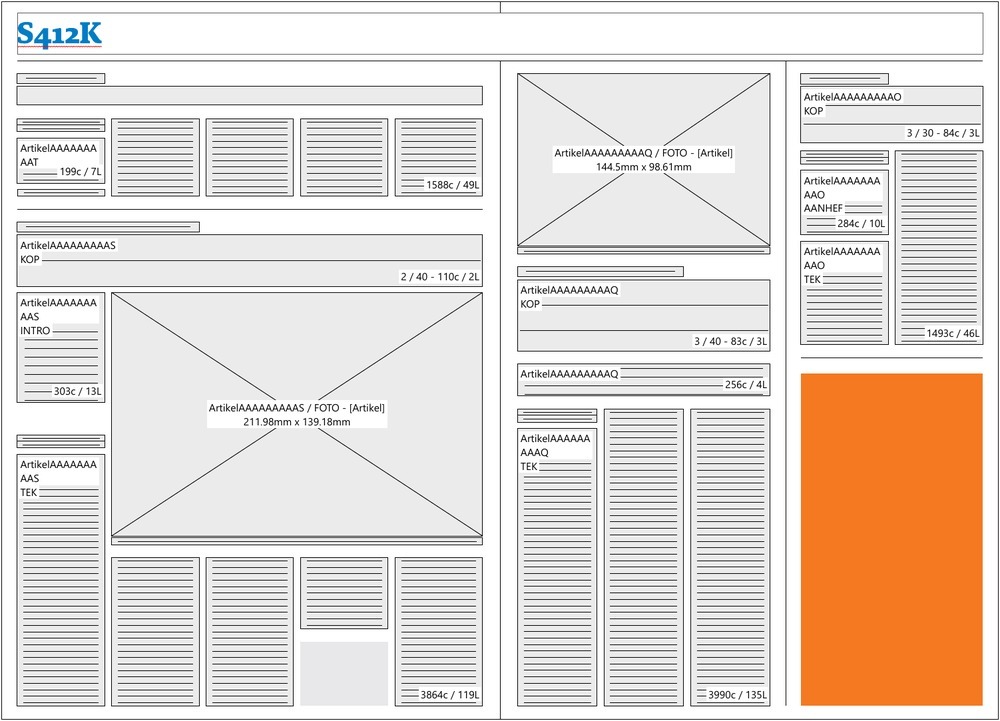 S412K
ArtikelAAAAAAA
AAT
199c / 7L
1588c / 49L
ArtikelAAAAAAAAAS
KOP
2 / 40 - 110c / 2L
ArtikelAAAAAAA
AAS
INTRO
303c / 13L
ArtikelAAAAAAAAAS / FOTO - [Artikel]
211.98mm x 139.18mm
ArtikelAAAAAAA
AAS
TEK
3864c / 119L
ArtikelAAAAAAAAAQ / FOTO - [Artikel]
144.5mm x 98.61mm
ArtikelAAAAAAAAAQ
KOP
3 / 40 - 83c / 3L
ArtikelAAAAAAAAAQ
256c / 4L
ArtikelAAAAAA
AAAQ
TEK
3990c / 135L
ArtikelAAAAAAAAAO
KOP
3 / 30 - 84c / 3L
ArtikelAAAAAAA
AAO
AANHEF
284c / 10L
ArtikelAAAAAAA
AAO
TEK
1493c / 46L